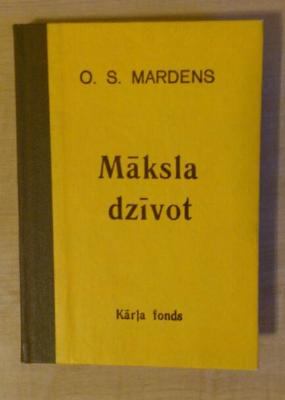 O. S. MARDENS
Māksla
dzīvot
Kārļa fonds